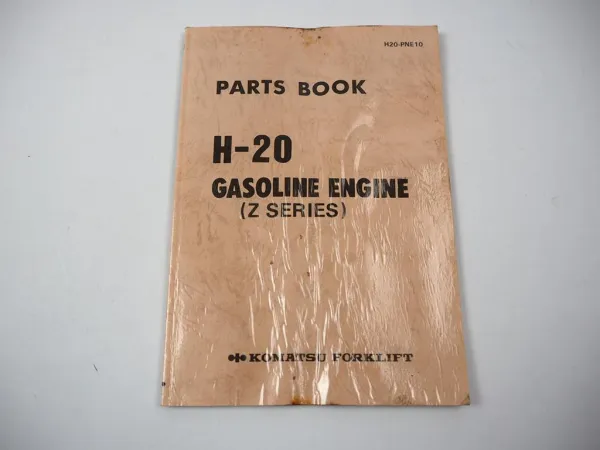 H20-PNE10
PARTS BOOK
H-20
GASOLINE ENGINE
(Z SERIES)
KOMATSU FORKLIFT